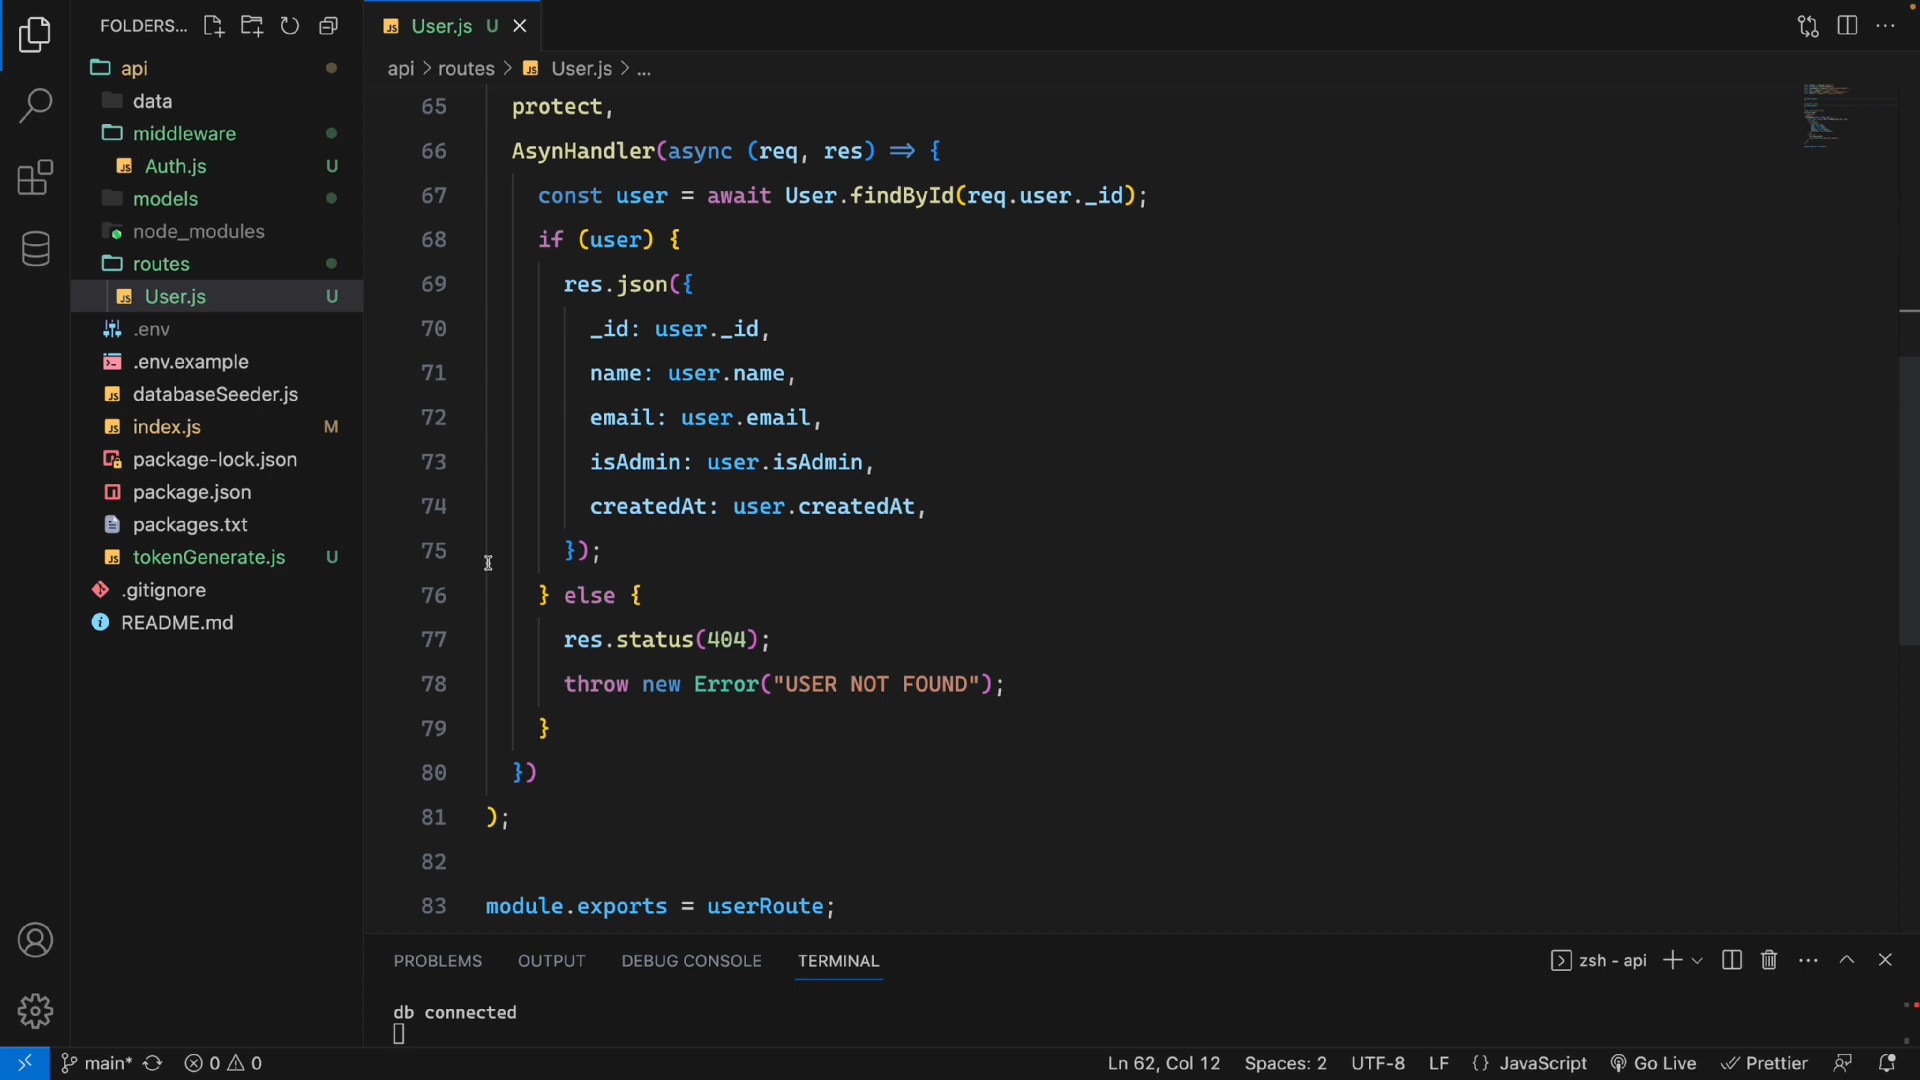 FOLDERS...
User.js U
api
data
middleware
Auth.js U
models
node_modules
routes
User.js U
.env
.env.example
databaseSeeder.js
index.js M
package-lock.json
package.json
packages.txt
tokenGenerate.js U
.gitignore
README.md
api > routes > User.js > ...
65 protect,
66 AsynHandler(async (req, res) => {
67 const user = await User.findById(req.user._id);
68 if (user) {
69 res.json({
70 _id: user._id,
71 name: user.name,
72 email: user.email,
73 isAdmin: user.isAdmin,
74 createdAt: user.createdAt,
75 });
76 } else {
77 res.status(404);
78 throw new Error("USER NOT FOUND");
79 }
80 })
81 );
82
83 module.exports = userRoute;
PROBLEMS OUTPUT DEBUG CONSOLE TERMINAL zsh - api
db connected
main* 0 0 Ln 62, Col 12 Spaces: 2 UTF-8 LF {} JavaScript Go Live Prettier